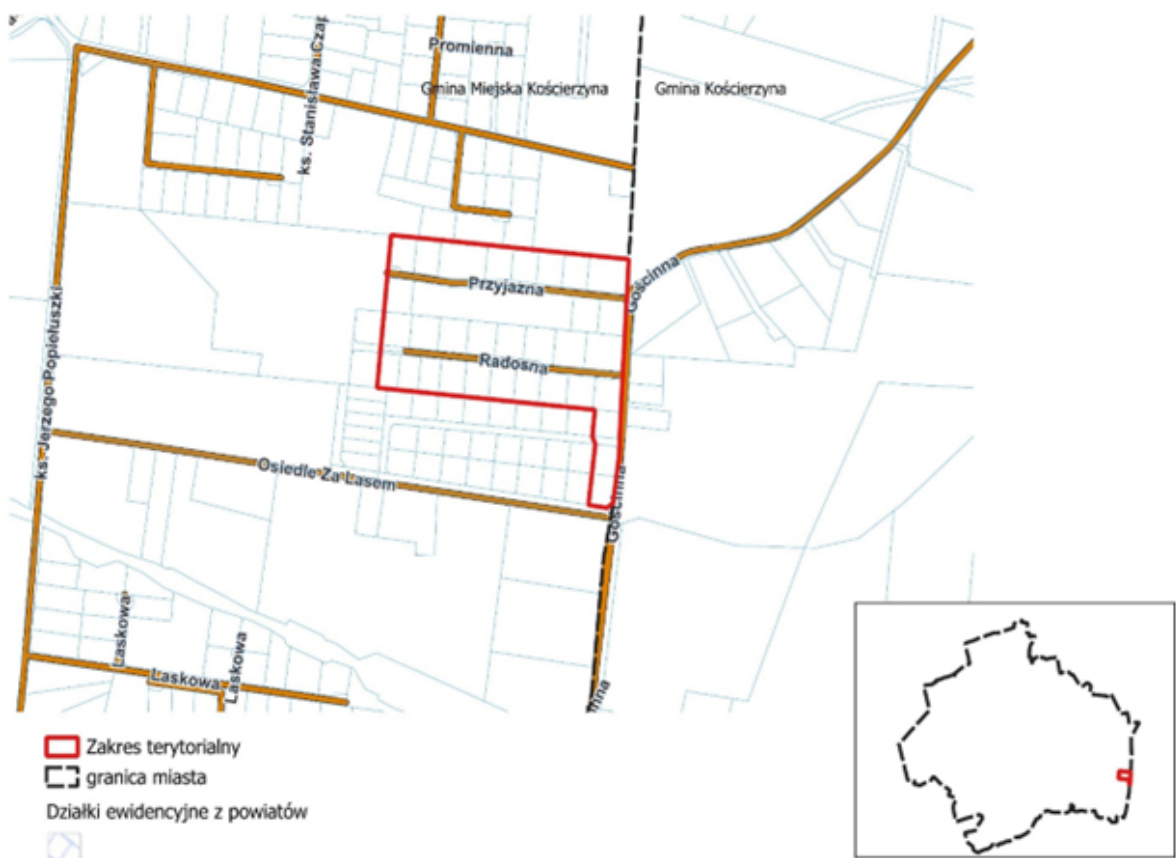 Promienna
ks. Stanisława Czap
Gmina Miejska Kościerzyna
Gmina Kościerzyna
Przyjazna
Gościnna
Radosna
ks. Jerzego Popiełuszki
Osiedle Za Lasem
Gościnna
Laskowa
Laskowa
Laskowa
nna
Zakres terytorialny
granica miasta
Działki ewidencyjne z powiatów